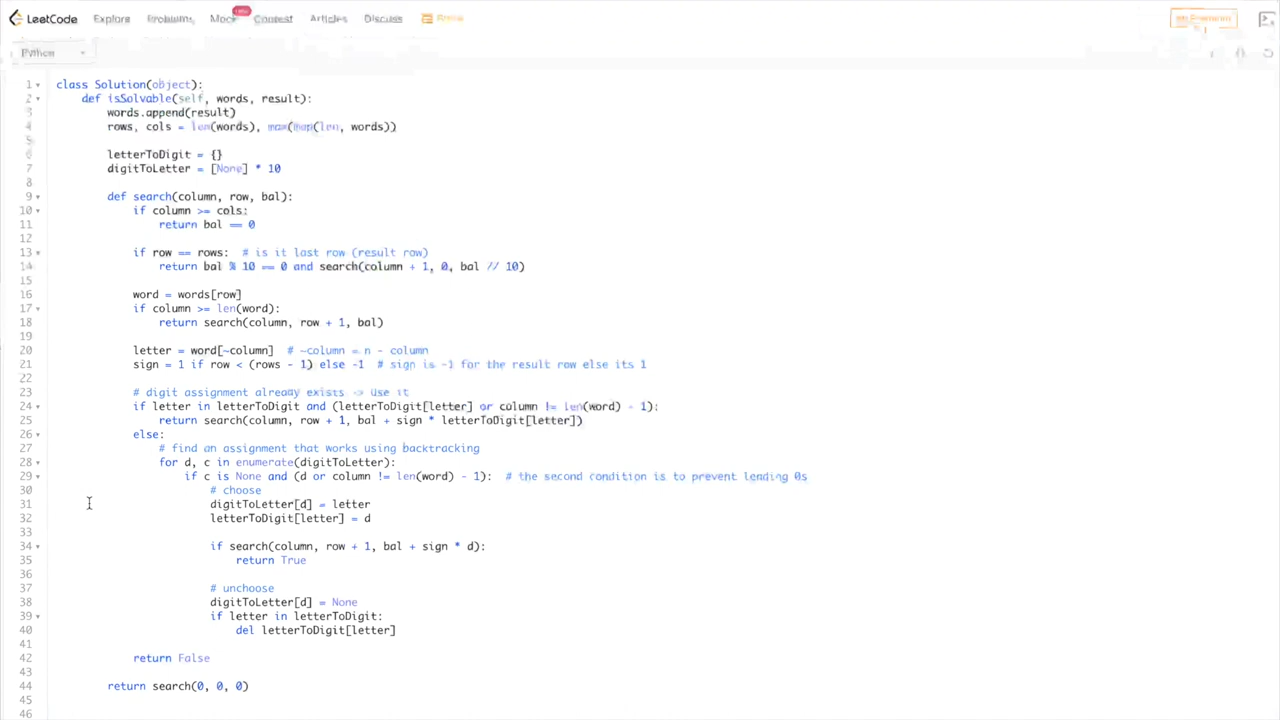 LeetCode Explore Problems Mock new Contest Articles Discuss Store Premium
Python
1 class Solution(object):
2 def isSolvable(self, words, result):
3 words.append(result)
4 rows, cols = len(words), max(map(len, words))
5
6 letterToDigit = {}
7 digitToLetter = [None] * 10
8
9 def search(column, row, bal):
10 if column >= cols:
11 return bal == 0
12
13 if row == rows: # is it last row (result row)
14 return bal % 10 == 0 and search(column + 1, 0, bal // 10)
15
16 word = words[row]
17 if column >= len(word):
18 return search(column, row + 1, bal)
19
20 letter = word[~column] # ~column = n - column
21 sign = 1 if row < (rows - 1) else -1 # sign is -1 for the result row else its 1
22
23 # digit assignment already exists -> use it
24 if letter in letterToDigit and (letterToDigit[letter] or column != len(word) - 1):
25 return search(column, row + 1, bal + sign * letterToDigit[letter])
26 else:
27 # find an assignment that works using backtracking
28 for d, c in enumerate(digitToLetter):
29 if c is None and (d or column != len(word) - 1): # the second condition is to prevent leading 0s
30 # choose
31 digitToLetter[d] = letter
32 letterToDigit[letter] = d
33
34 if search(column, row + 1, bal + sign * d):
35 return True
36
37 # unchoose
38 digitToLetter[d] = None
39 if letter in letterToDigit:
40 del letterToDigit[letter]
41
42 return False
43
44 return search(0, 0, 0)
45
46